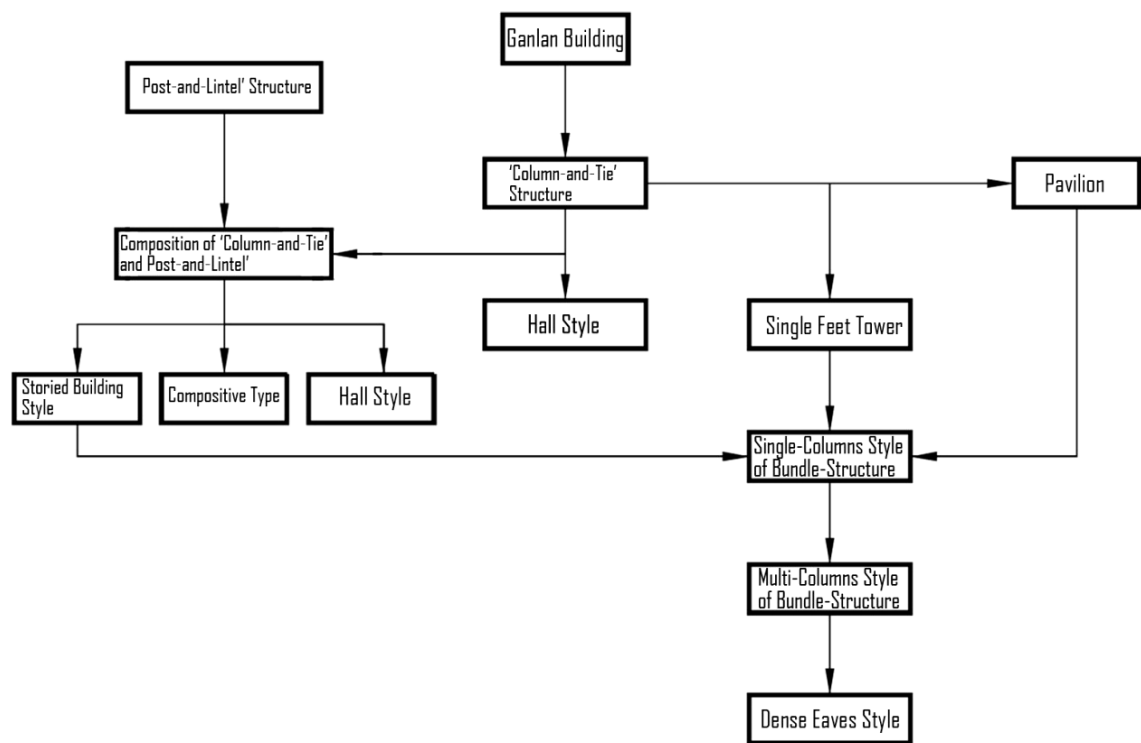 Ganlan Building
Post-and-Lintel' Structure
'Column-and-Tie'
Structure
Pavilion
Composition of 'Column-and-Tie'
and Post-and-Lintel'
Hall Style
Single Feet Tower
Storied Building
Style
Compositive Type
Hall Style
Single-Columns Style
of Bundle-Structure
Multi-Columns Style
of Bundle-Structure
Dense Eaves Style